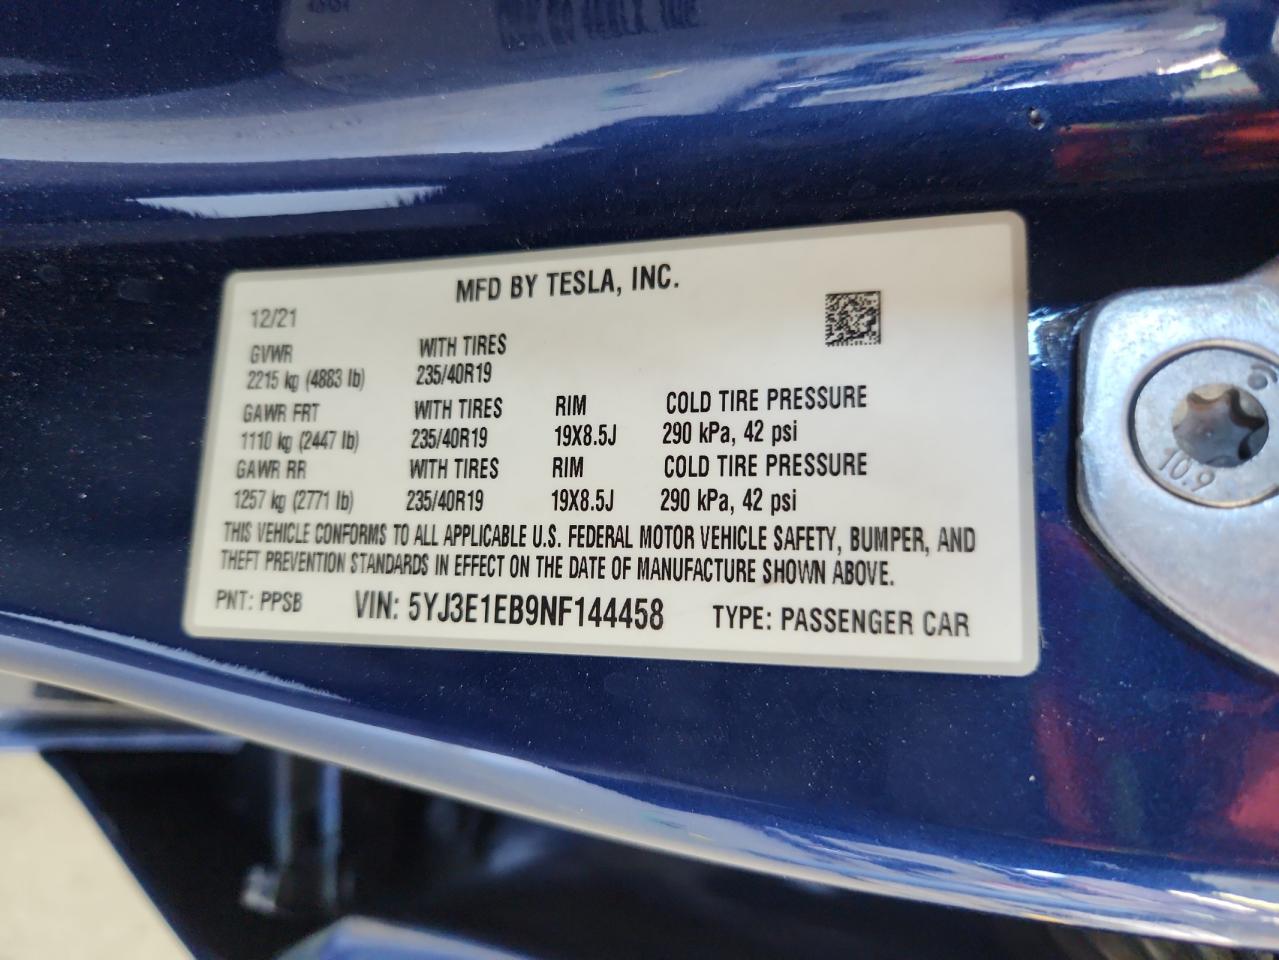 MFD BY TESLA, INC.
12/21
GVWR WITH TIRES
2215 kg (4883 lb) 235/40R19
GAWR FRT WITH TIRES RIM COLD TIRE PRESSURE
1110 kg (2447 lb) 235/40R19 19X8.5J 290 kPa, 42 psi
GAWR RR WITH TIRES RIM COLD TIRE PRESSURE
1257 kg (2771 lb) 235/40R19 19X8.5J 290 kPa, 42 psi
THIS VEHICLE CONFORMS TO ALL APPLICABLE U.S. FEDERAL MOTOR VEHICLE SAFETY, BUMPER, AND
THEFT PREVENTION STANDARDS IN EFFECT ON THE DATE OF MANUFACTURE SHOWN ABOVE.
PNT: PPSB VIN: 5YJ3E1EB9NF144458 TYPE: PASSENGER CAR
10.9